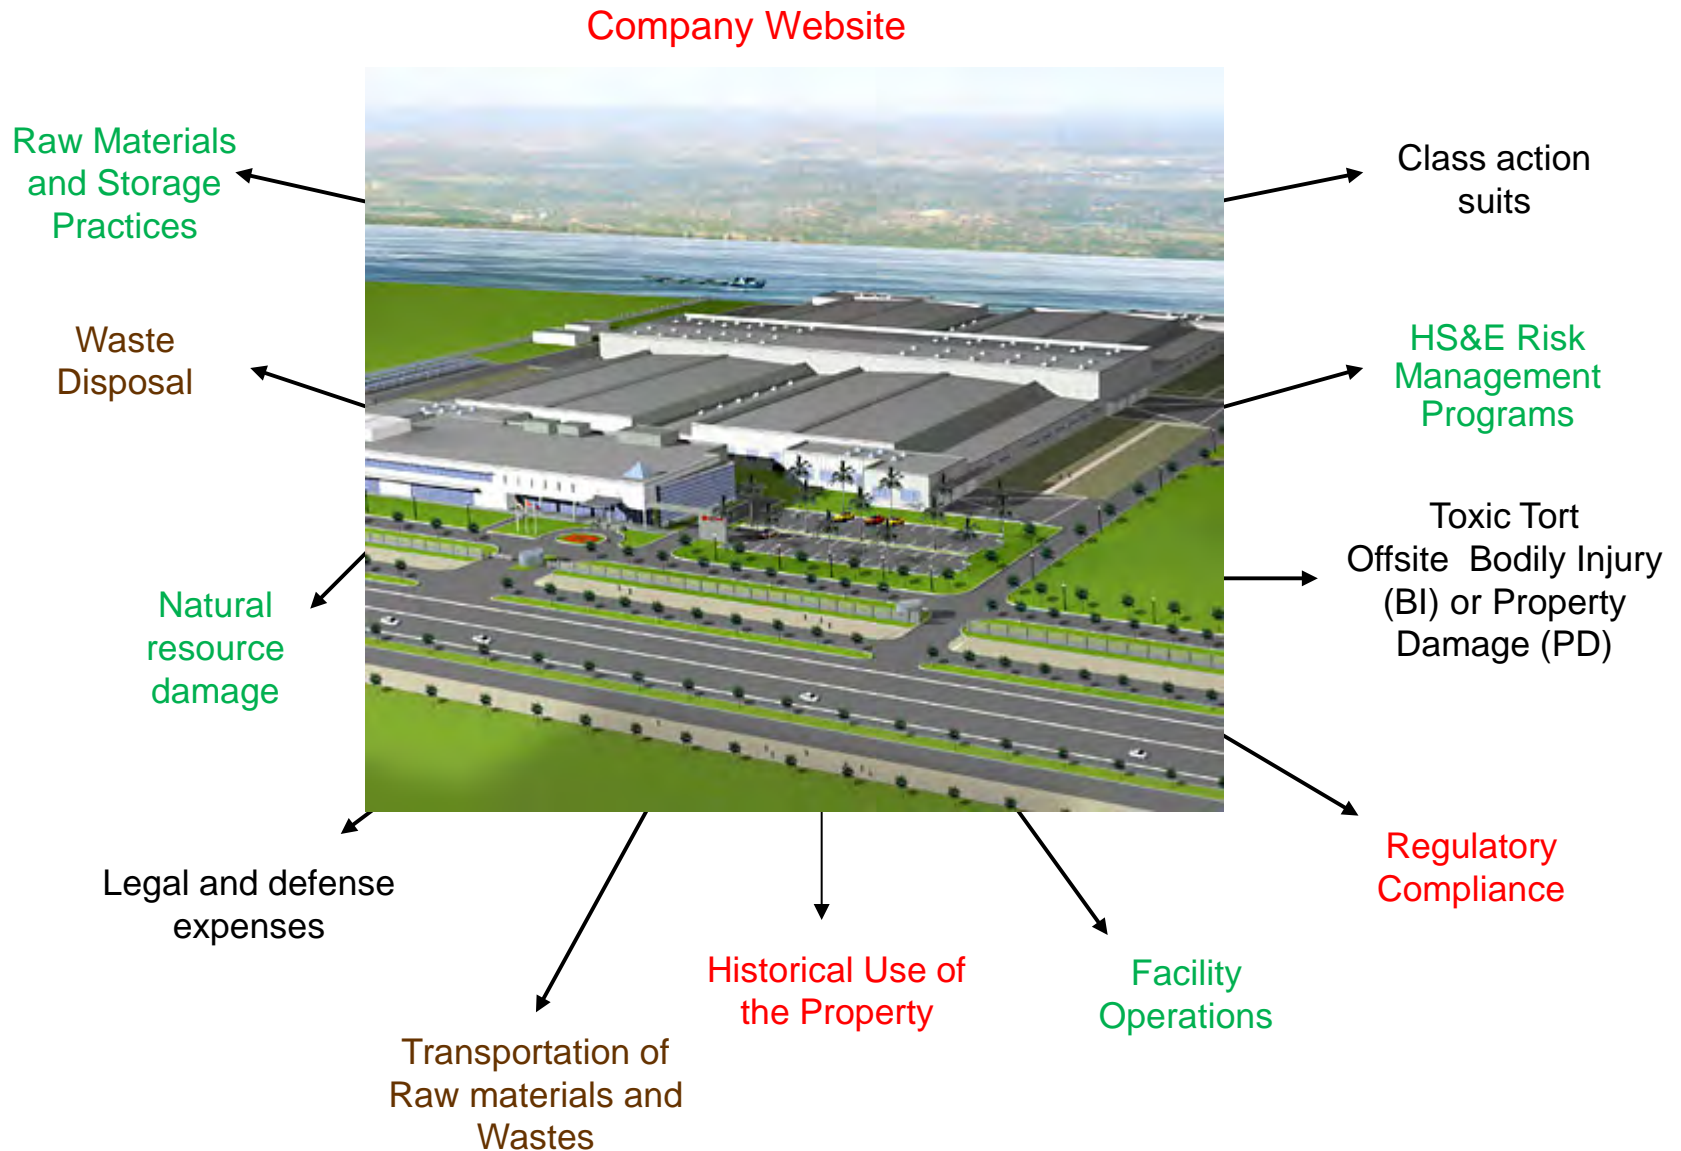 Company Website
Raw Materials
and Storage
Practices
Class action
suits
Waste
Disposal
HS&E Risk
Management
Programs
Toxic Tort
Offsite  Bodily Injury
(BI) or Property
Damage (PD)
Natural
resource
damage
Regulatory
Compliance
Legal and defense
expenses
Historical Use of
the Property
Facility
Operations
Transportation of
Raw materials and
Wastes